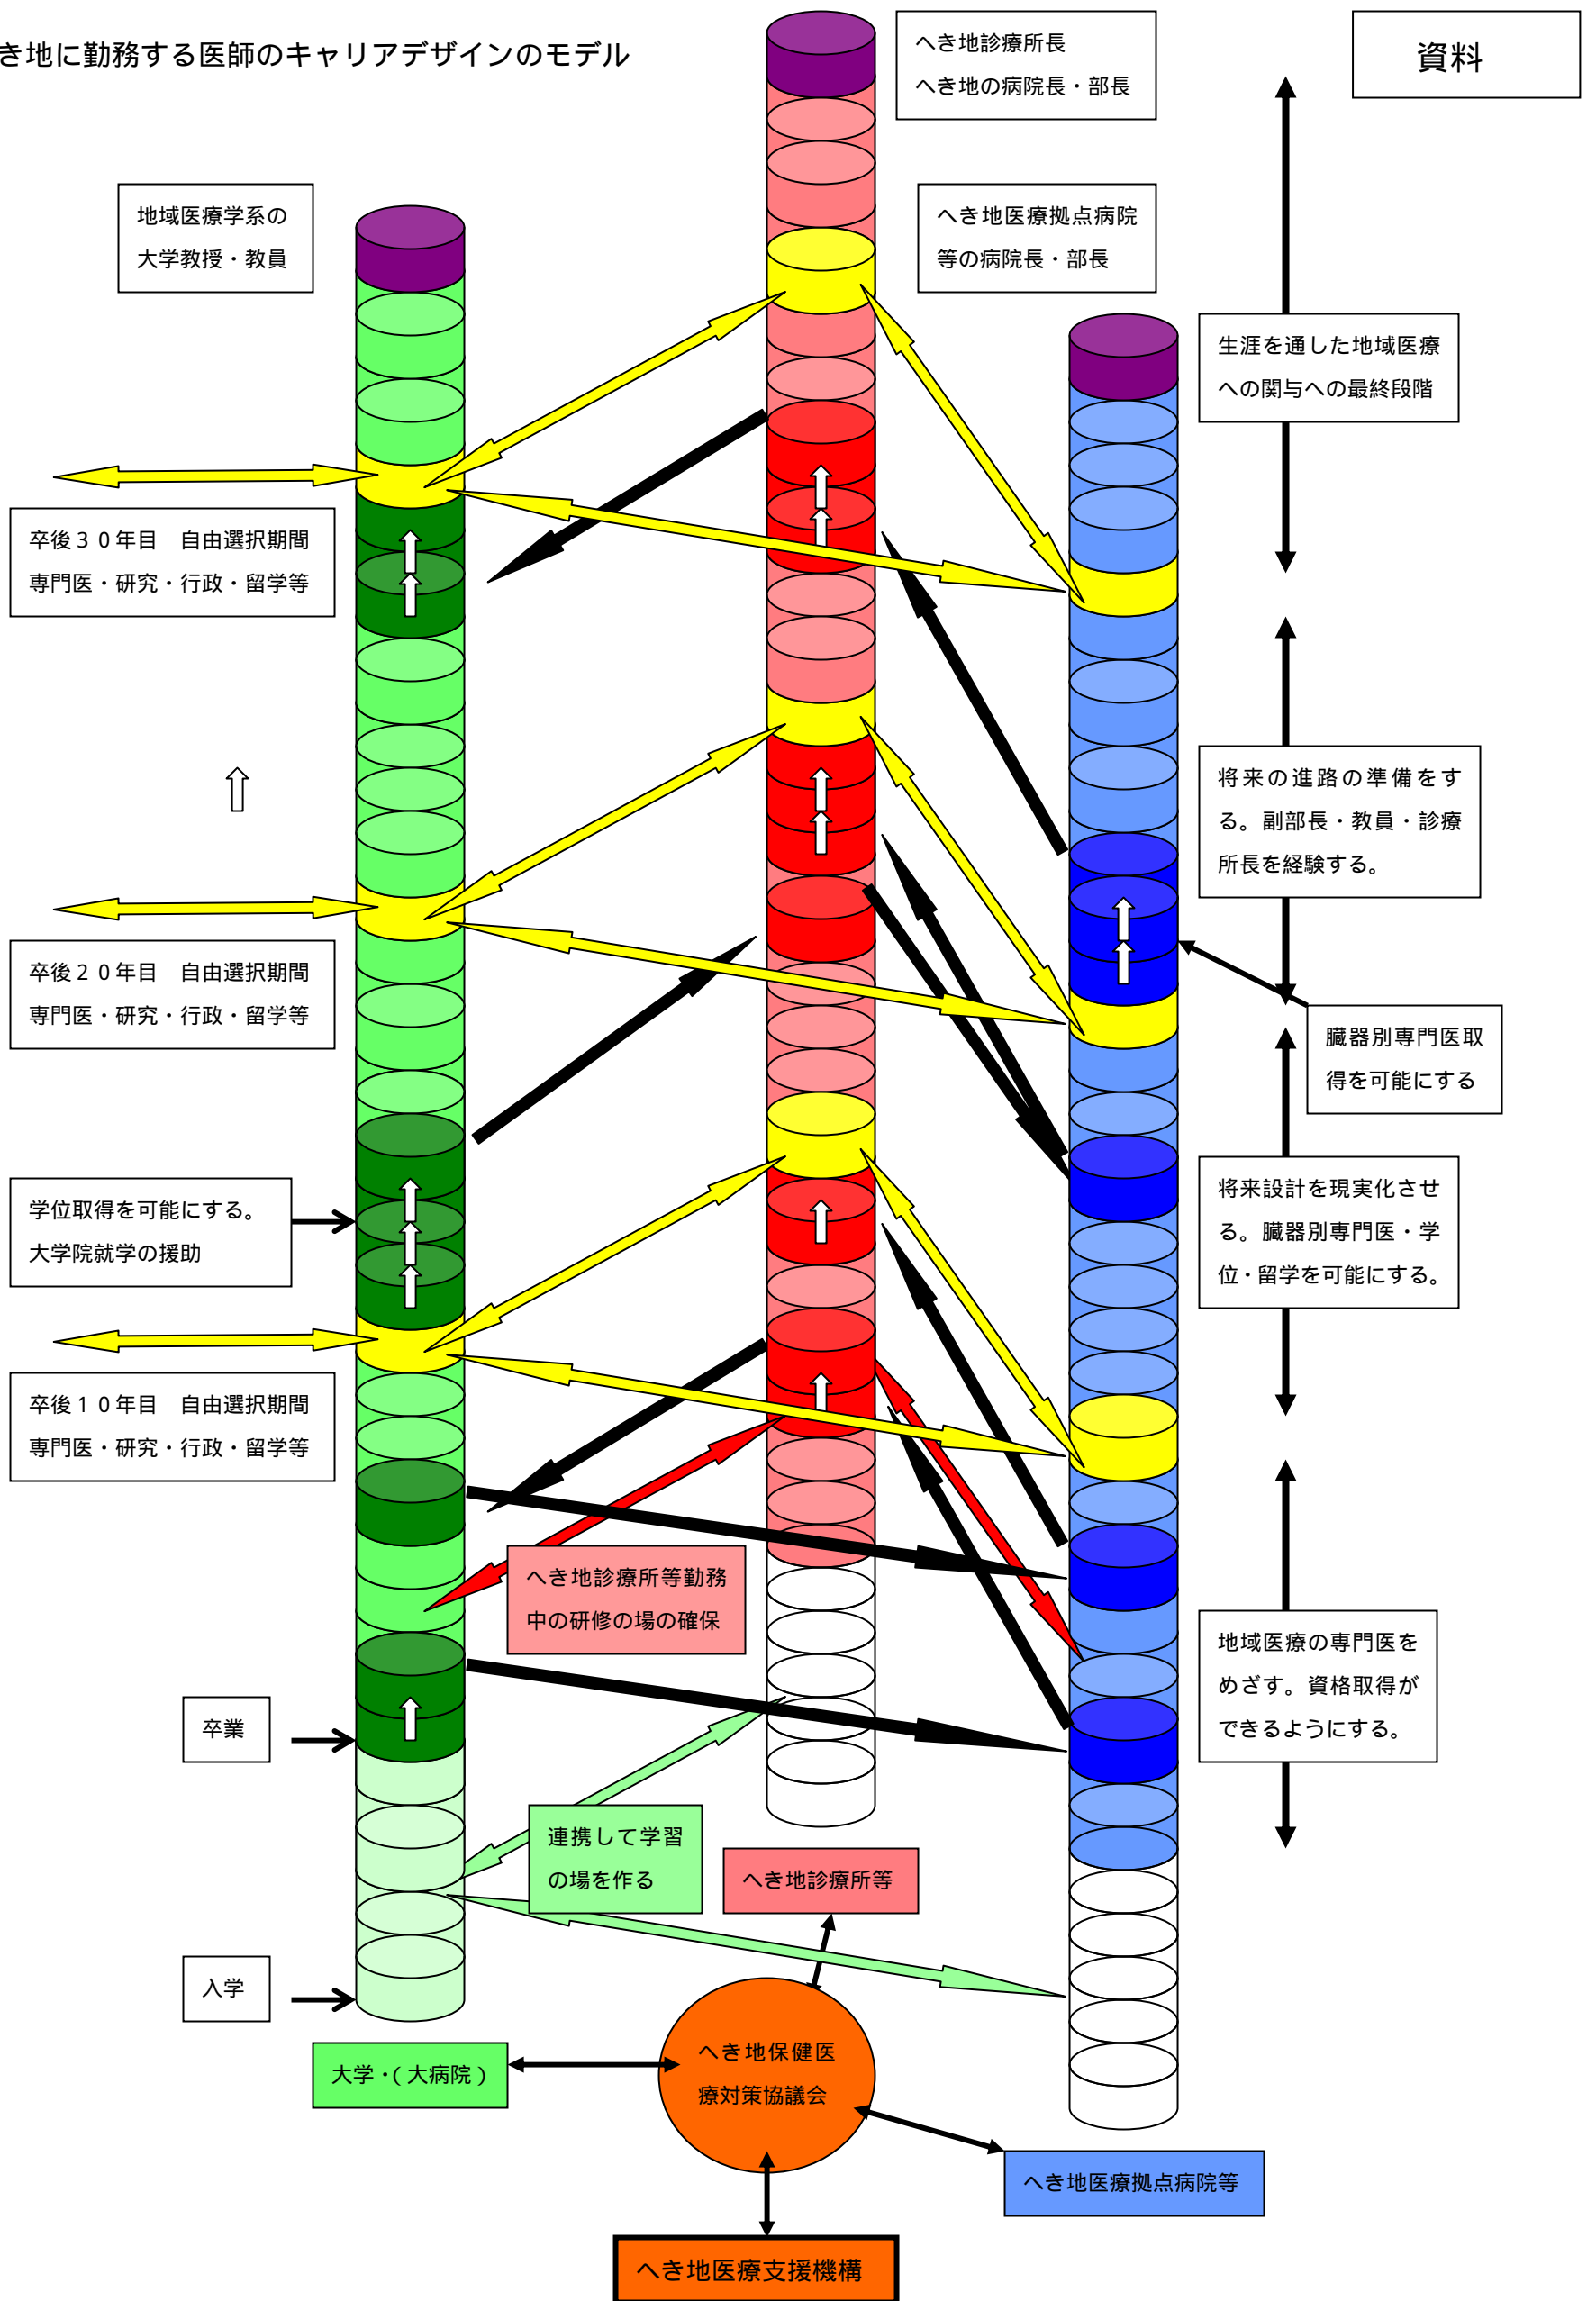 き地に勤務する医師のキャリアデザインのモデル
資料
へき地診療所長
へき地の病院長・部長
地域医療学系の
大学教授・教員
へき地医療拠点病院
等の病院長・部長
生涯を通した地域医療
への関与への最終段階
卒後３０年目　自由選択期間
専門医・研究・行政・留学等
将来の進路の準備をす
る。副部長・教員・診療
所長を経験する。
卒後２０年目　自由選択期間
専門医・研究・行政・留学等
臓器別専門医取
得を可能にする
学位取得を可能にする。
大学院就学の援助
将来設計を現実化させ
る。臓器別専門医・学
位・留学を可能にする。
卒後１０年目　自由選択期間
専門医・研究・行政・留学等
へき地診療所等勤務
中の研修の場の確保
地域医療の専門医を
めざす。資格取得が
できるようにする。
卒業
連携して学習
の場を作る
へき地診療所等
入学
大学・（大病院）
へき地保健医
療対策協議会
へき地医療拠点病院等
へき地医療支援機構